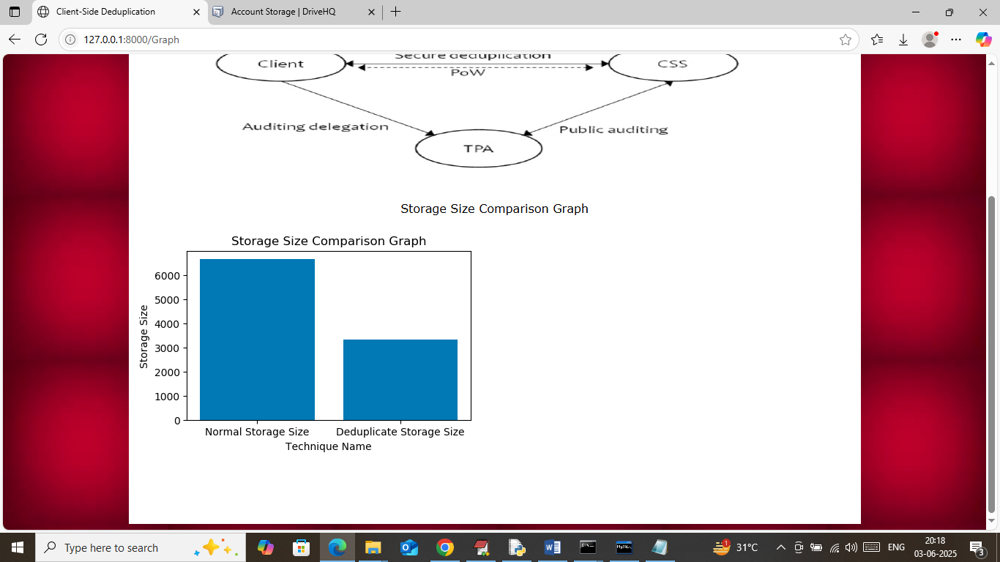 Client-Side Deduplication
Account Storage | DriveHQ
127.0.0.1:8000/Graph
Secure deduplication
Client
CSS
PoW
Auditing delegation
Public auditing
TPA
Storage Size Comparison Graph
Storage Size Comparison Graph
6000
5000
4000
3000
2000
1000
0
Storage Size
Normal Storage Size
Deduplicate Storage Size
Technique Name
Type here to search
1
31°C
ENG
20:18
03-06-2025
3